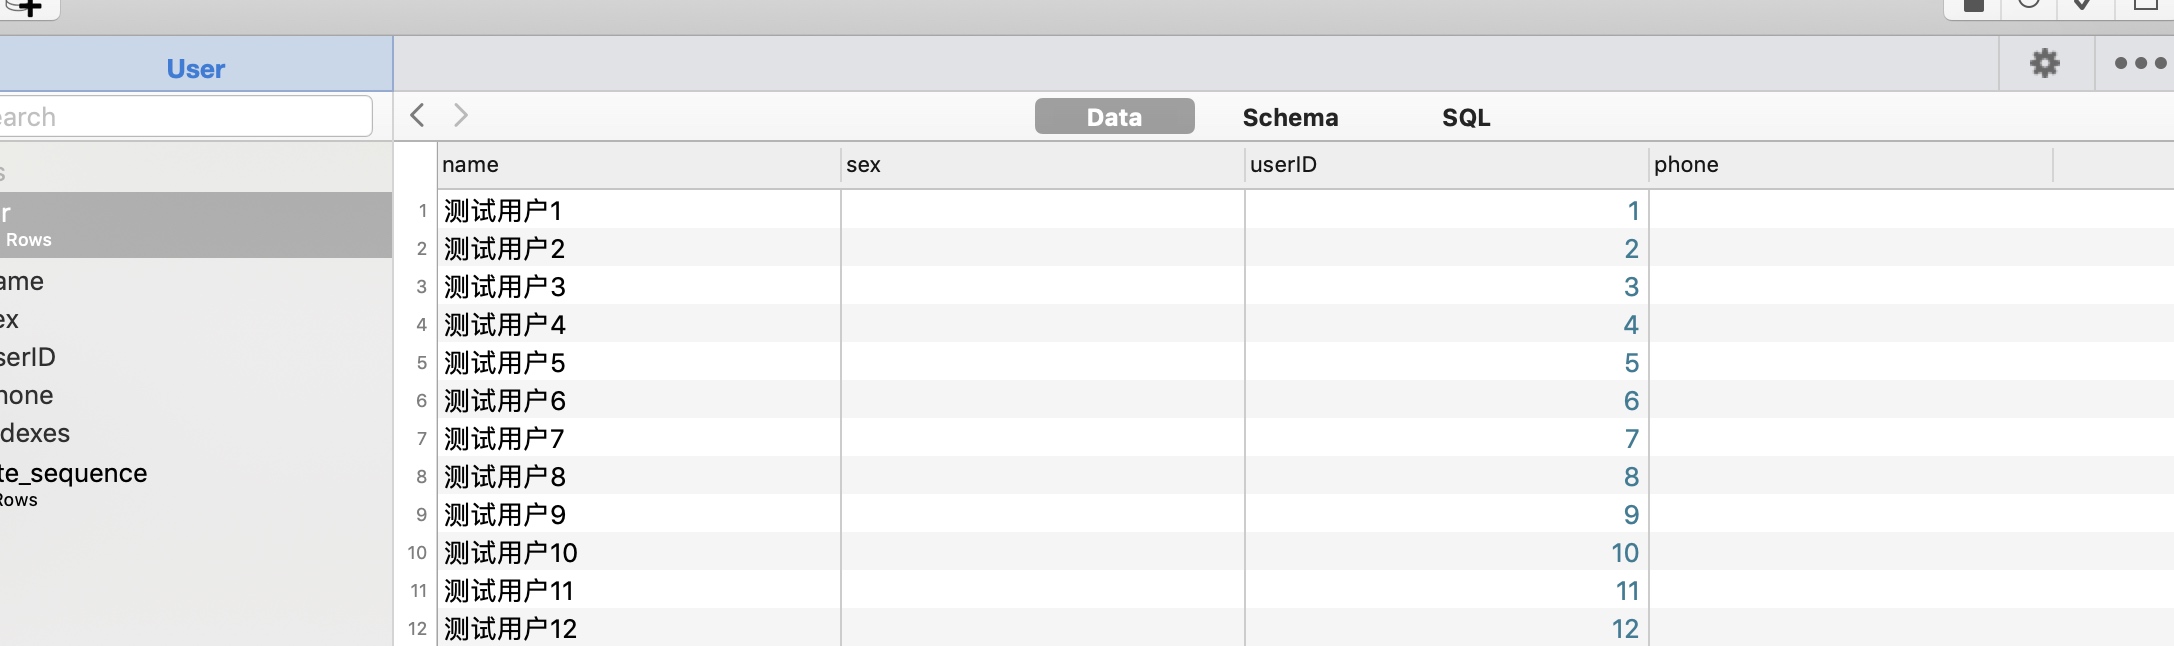 User
earch
Data Schema SQL
s
r
Rows
ame
ex
serID
hone
dexes
te_sequence
Rows
name sex userID phone
1 测试用户1 1
2 测试用户2 2
3 测试用户3 3
4 测试用户4 4
5 测试用户5 5
6 测试用户6 6
7 测试用户7 7
8 测试用户8 8
9 测试用户9 9
10 测试用户10 10
11 测试用户11 11
12 测试用户12 12